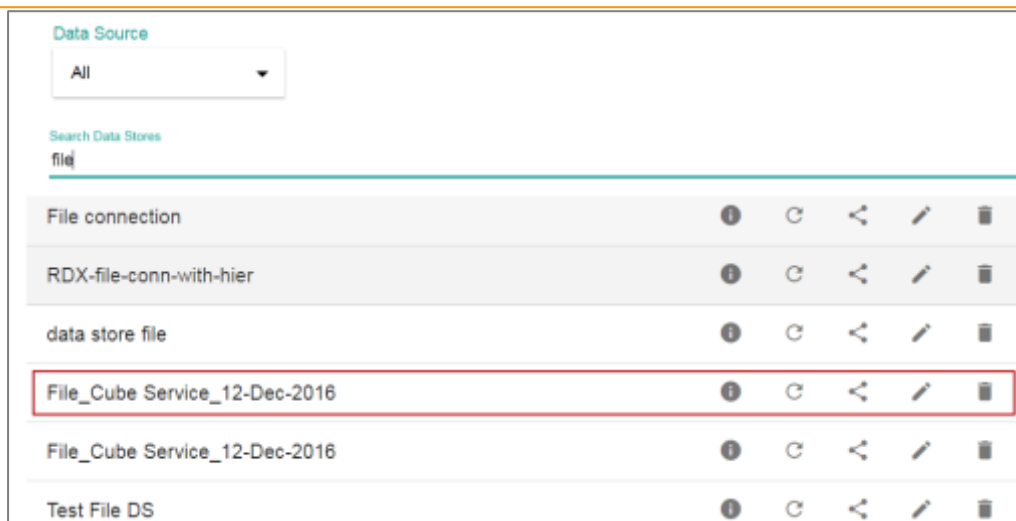 Data Source
All
Search Data Stores
file
File connection
RDX-file-conn-with-hier
data store file
File_Cube Service_12-Dec-2016
File_Cube Service_12-Dec-2016
Test File DS